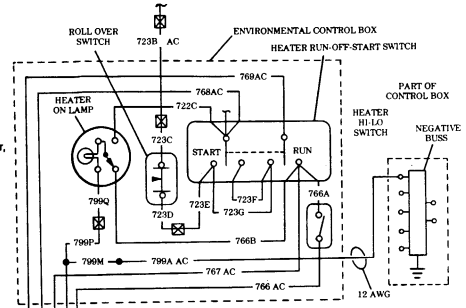 ROLL OVER
SWITCH
723B AC
ENVIRONMENTAL CONTROL BOX
HEATER RUN-OFF-START SWITCH
769AC
768AC
722C
HEATER
ON LAMP
PART OF
CONTROL BOX
HEATER
HI-LO
SWITCH
NEGATIVE
BUSS
r,
723C
START
RUN
799Q
723D
723E
723F
723G
766A
799P
766B
799M
799A AC
767 AC
766 AC
12 AWG